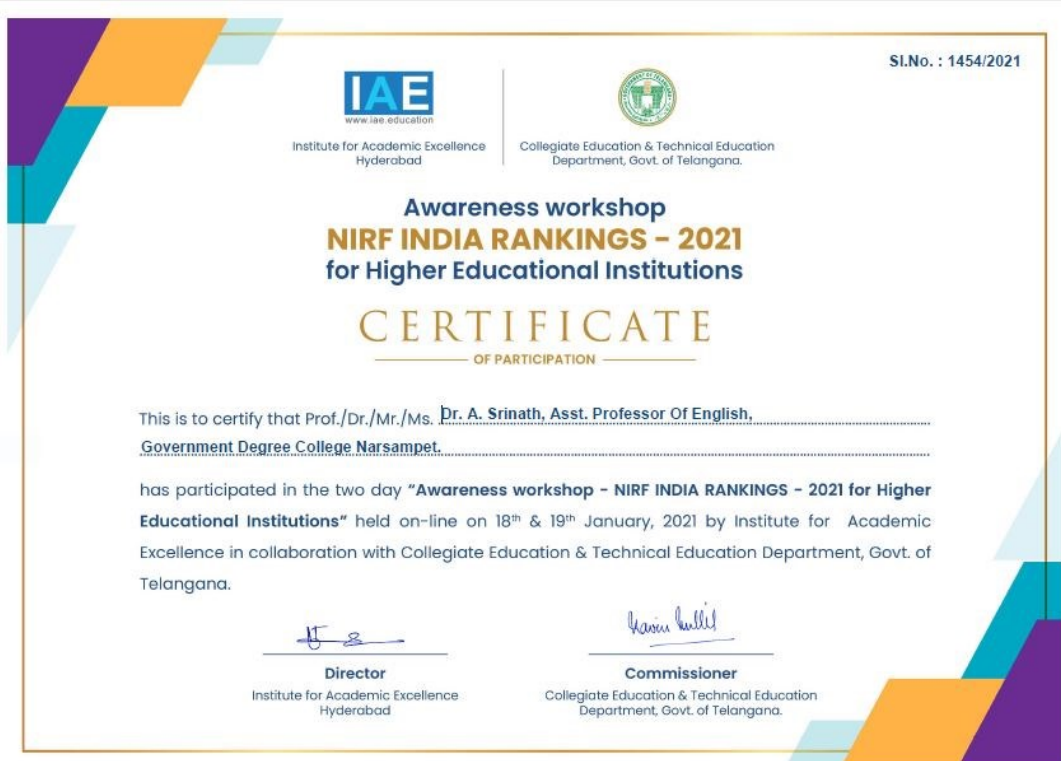 Sl.No. : 1454/2021
IAE
www.iae.education
Institute for Academic Excellence
Hyderabad
Collegiate Education & Technical Education
Department, Govt. of Telangana.
Awareness workshop
NIRF INDIA RANKINGS - 2021
for Higher Educational Institutions
CERTIFICATE
OF PARTICIPATION
This is to certify that Prof./Dr./Mr./Ms. Dr. A. Srinath, Asst. Professor Of English,
Government Degree College Narsampet.
has participated in the two day “Awareness workshop - NIRF INDIA RANKINGS - 2021 for Higher
Educational Institutions” held on-line on 18th & 19th January, 2021 by Institute for Academic
Excellence in collaboration with Collegiate Education & Technical Education Department, Govt. of
Telangana.
Director
Institute for Academic Excellence
Hyderabad
Commissioner
Collegiate Education & Technical Education
Department, Govt. of Telangana.